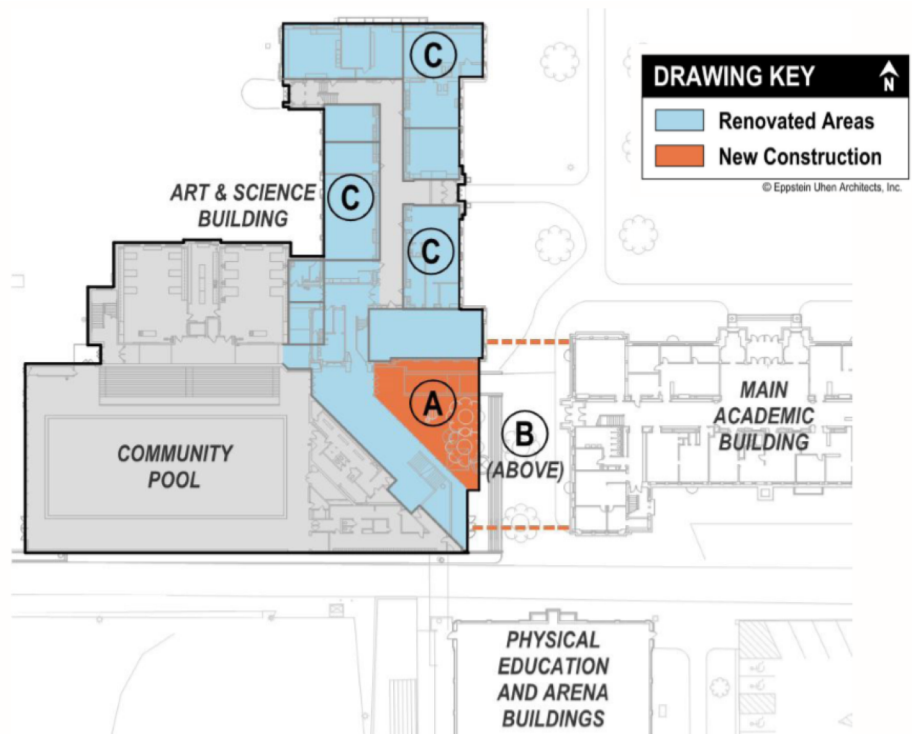 C
DRAWING KEY
N
Renovated Areas
New Construction
© Eppstein Uhen Architects, Inc.
ART & SCIENCE
BUILDING
C
C
A
B
(ABOVE)
MAIN
ACADEMIC
BUILDING
COMMUNITY
POOL
PHYSICAL
EDUCATION
AND ARENA
BUILDINGS